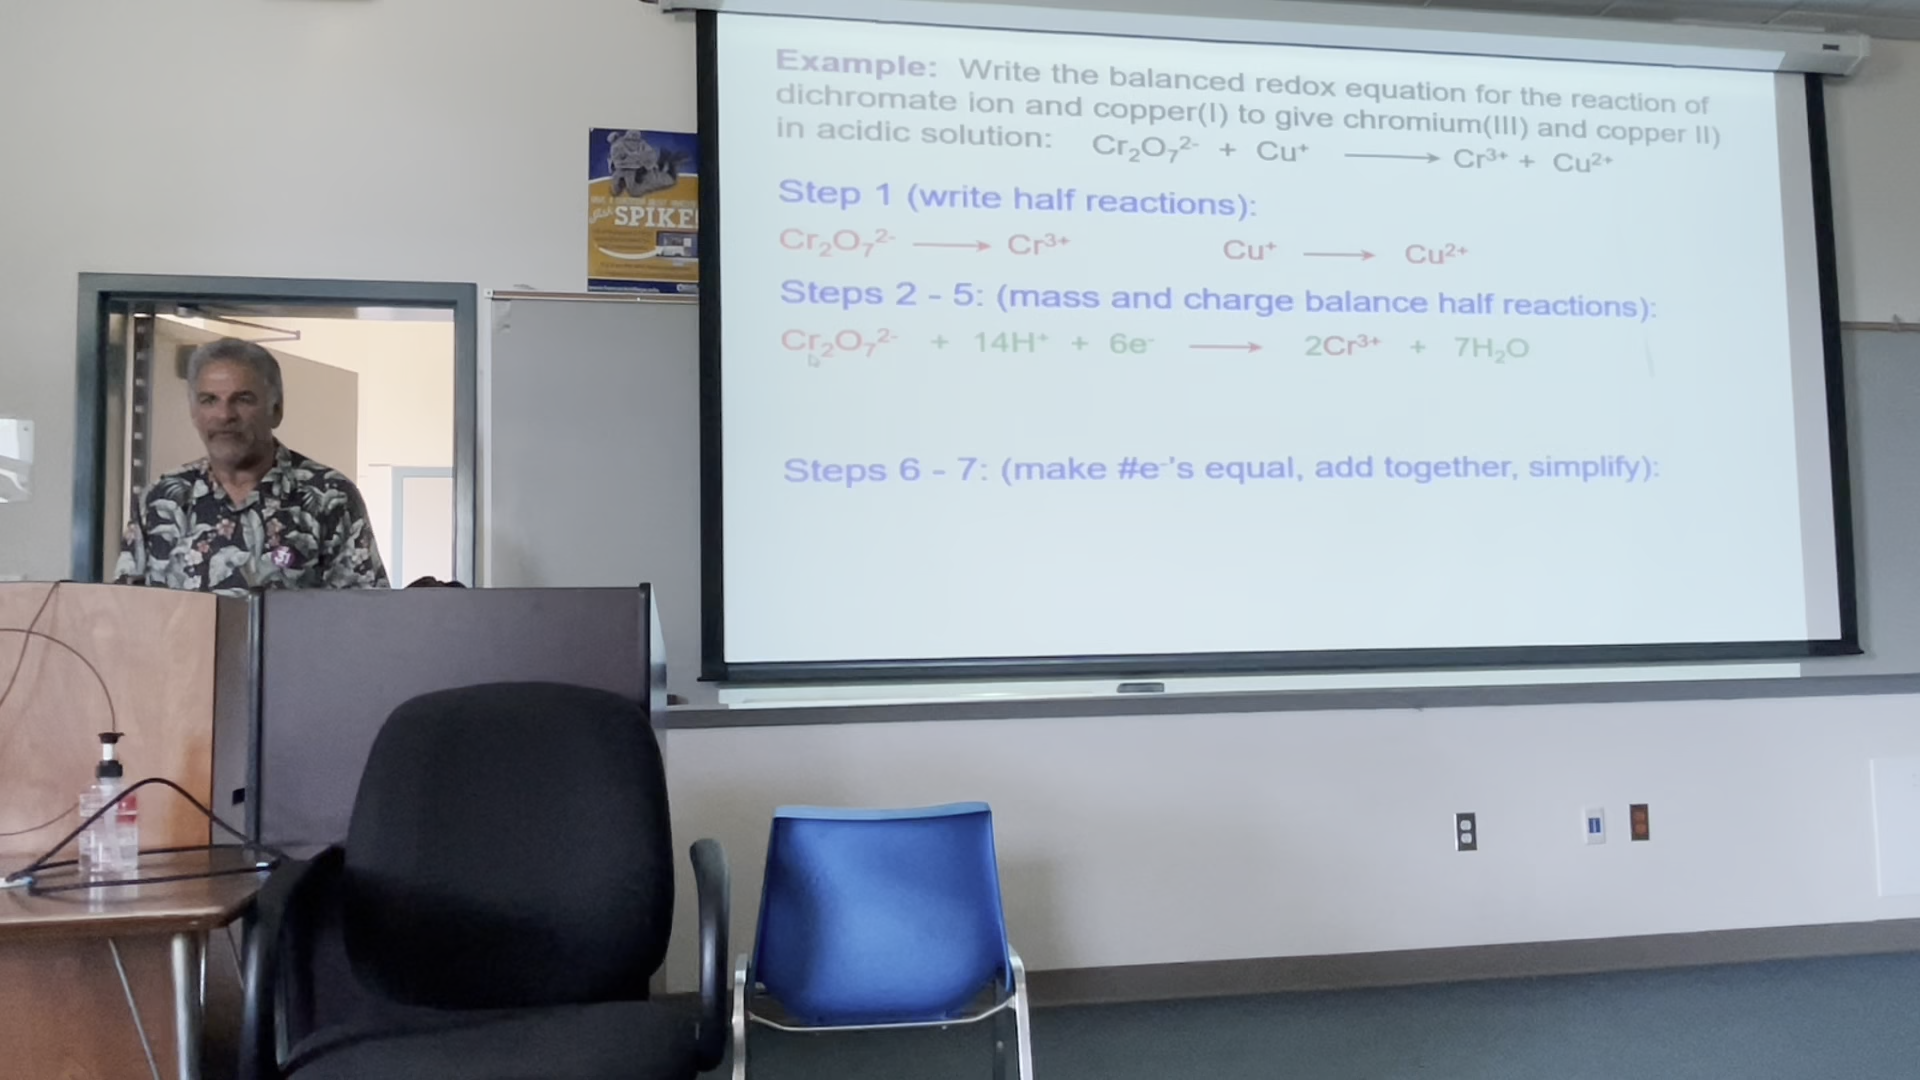 Example: Write the balanced redox equation for the reaction of
dichromate ion and copper(I) to give chromium(III) and copper II)
in acidic solution: Cr₂O₇²⁻ + Cu⁺ ⟶ Cr³⁺ + Cu²⁺
Step 1 (write half reactions):
Cr₂O₇²⁻ ⟶ Cr³⁺ Cu⁺ ⟶ Cu²⁺
Steps 2 - 5: (mass and charge balance half reactions):
Cr₂O₇²⁻ + 14H⁺ + 6e⁻ ⟶ 2Cr³⁺ + 7H₂O
Steps 6 - 7: (make #e⁻'s equal, add together, simplify):
SPIKE